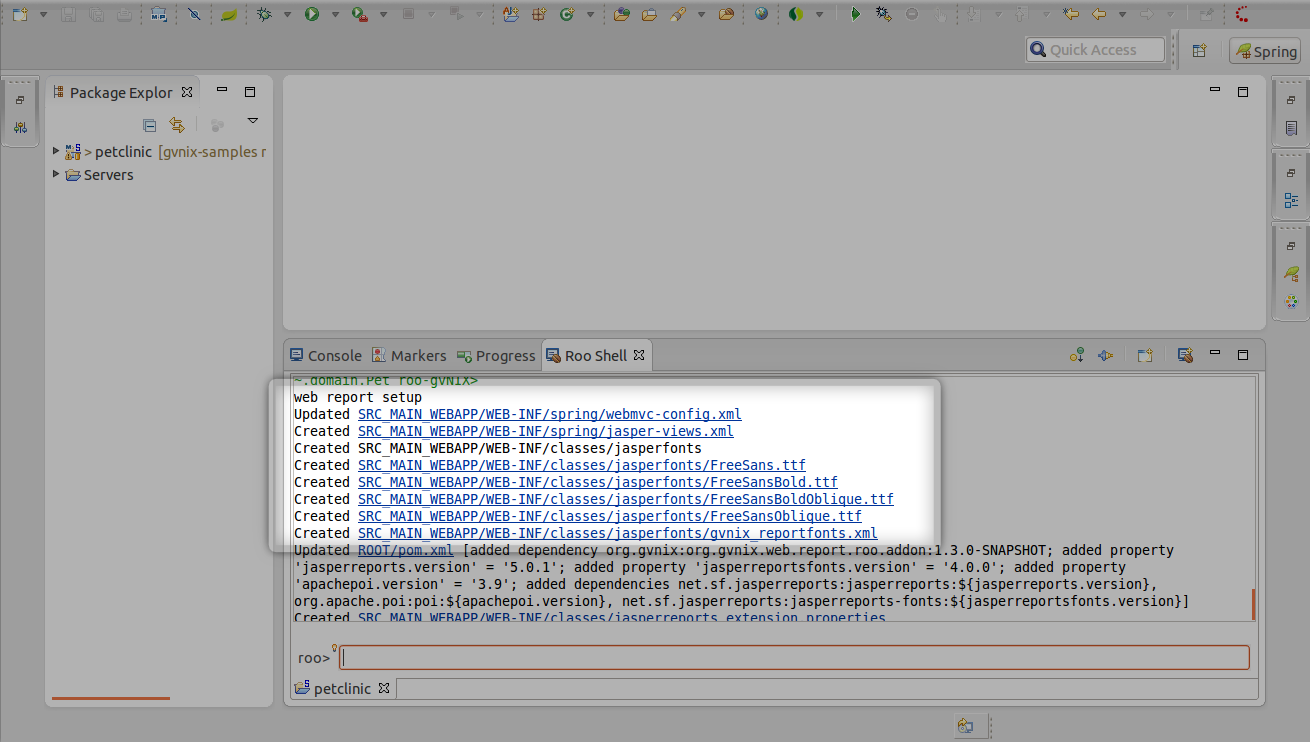 Quick Access
Spring
Package Explor
> petclinic [gvnix-samples r
Servers
Console
Markers
Progress
Roo Shell
~.domain.Pet roo-gvNIX>
web report setup
Updated SRC_MAIN_WEBAPP/WEB-INF/spring/webmvc-config.xml
Created SRC_MAIN_WEBAPP/WEB-INF/spring/jasper-views.xml
Created SRC_MAIN_WEBAPP/WEB-INF/classes/jasperfonts
Created SRC_MAIN_WEBAPP/WEB-INF/classes/jasperfonts/FreeSans.ttf
Created SRC_MAIN_WEBAPP/WEB-INF/classes/jasperfonts/FreeSansBold.ttf
Created SRC_MAIN_WEBAPP/WEB-INF/classes/jasperfonts/FreeSansBoldOblique.ttf
Created SRC_MAIN_WEBAPP/WEB-INF/classes/jasperfonts/FreeSansOblique.ttf
Created SRC_MAIN_WEBAPP/WEB-INF/classes/jasperfonts/gvnix_reportfonts.xml
Updated ROOT/pom.xml [added dependency org.gvnix:org.gvnix.web.report.roo.addon:1.3.0-SNAPSHOT; added property
'jasperreports.version' = '5.0.1'; added property 'jasperreportsfonts.version' = '4.0.0'; added property
'apachepoi.version' = '3.9'; added dependencies net.sf.jasperreports:jasperreports:${jasperreports.version},
org.apache.poi:poi:${apachepoi.version}, net.sf.jasperreports:jasperreports-fonts:${jasperreportsfonts.version}]
Created SRC_MAIN_WEBAPP/WEB-INF/classes/jasperreports_extension.properties
roo>
petclinic